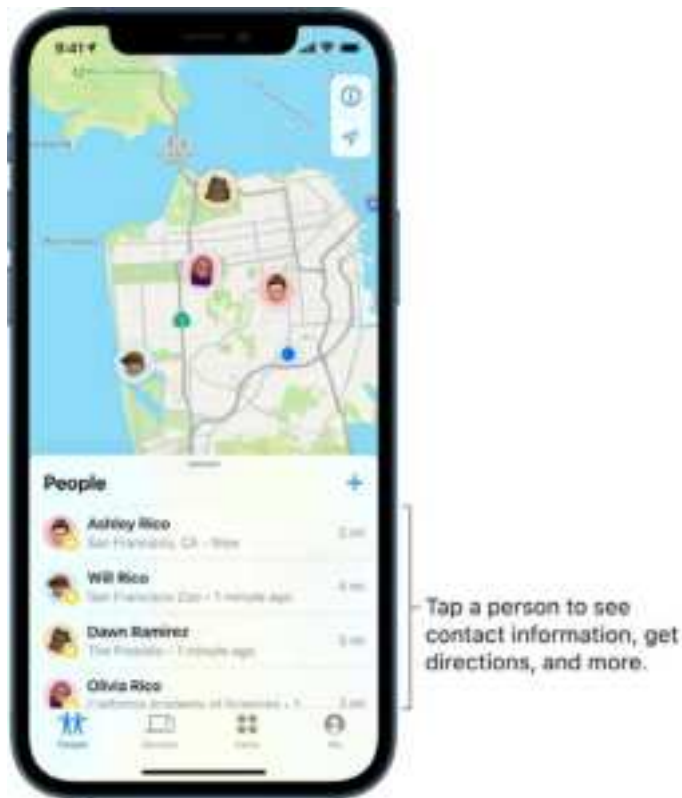 9:41
People
Ashley Rico
San Francisco, CA • Now
Will Rico
San Francisco Zoo • 1 minute ago
Dawn Ramirez
The Presidio • 1 minute ago
Olivia Rico
California Academy of Sciences • 1
People
Devices
Items
Me
Tap a person to see
contact information, get
directions, and more.